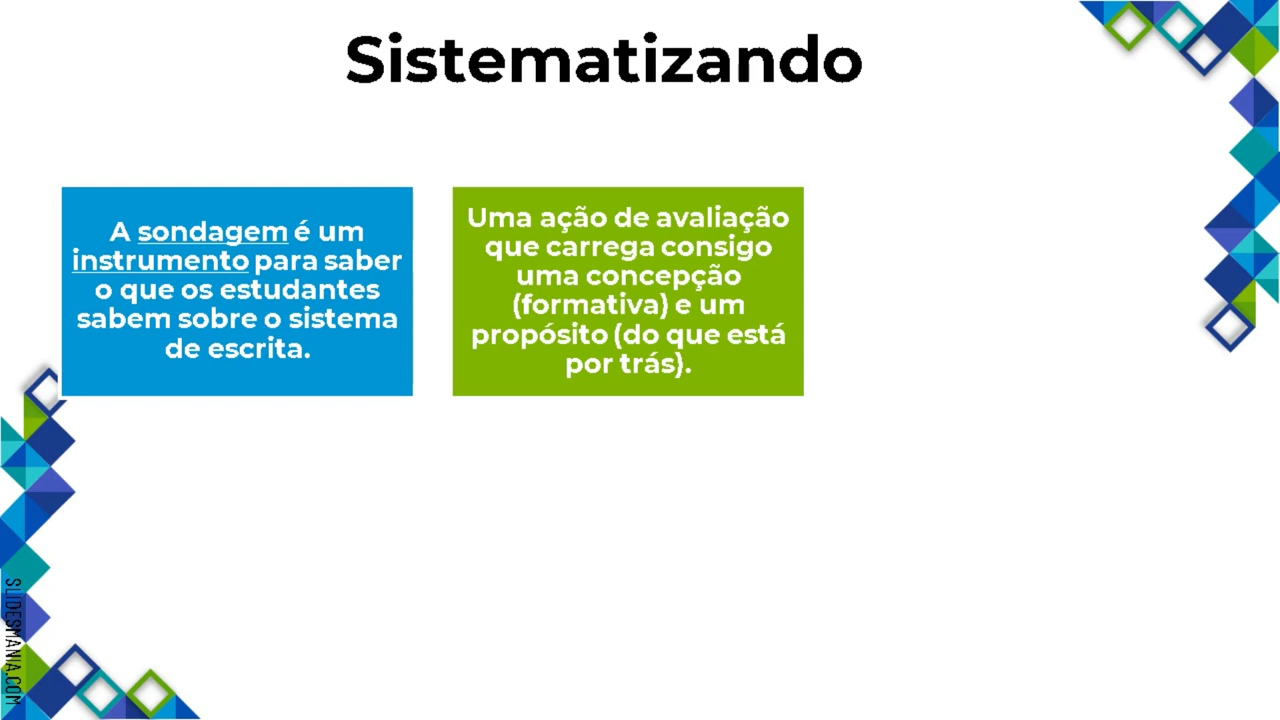 Sistematizando
A sondagem é um
instrumento para saber
o que os estudantes
sabem sobre o sistema
de escrita.
Uma ação de avaliação
que carrega consigo
uma concepção
(formativa) e um
propósito (do que está
por trás).
SLIDESMANIA.COM